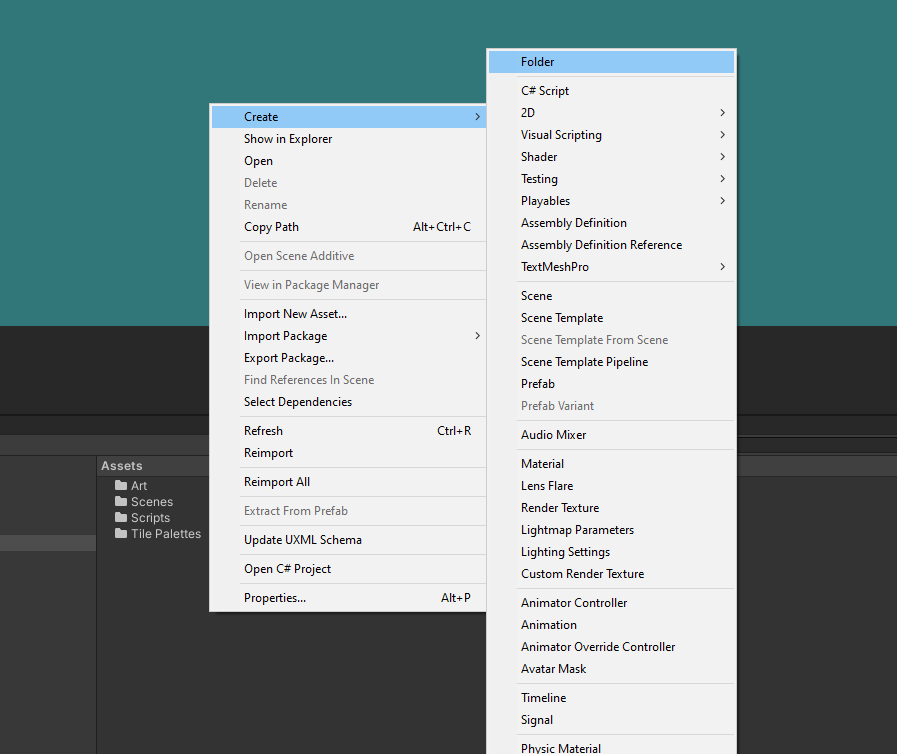 Create
Show in Explorer
Open
Delete
Rename
Copy Path Alt+Ctrl+C
Open Scene Additive
View in Package Manager
Import New Asset...
Import Package
Export Package...
Find References In Scene
Select Dependencies
Refresh Ctrl+R
Reimport
Reimport All
Extract From Prefab
Update UXML Schema
Open C# Project
Properties... Alt+P
Folder
C# Script
2D
Visual Scripting
Shader
Testing
Playables
Assembly Definition
Assembly Definition Reference
TextMeshPro
Scene
Scene Template
Scene Template From Scene
Scene Template Pipeline
Prefab
Prefab Variant
Audio Mixer
Material
Lens Flare
Render Texture
Lightmap Parameters
Lighting Settings
Custom Render Texture
Animator Controller
Animation
Animator Override Controller
Avatar Mask
Timeline
Signal
Physic Material
Assets
Art
Scenes
Scripts
Tile Palettes